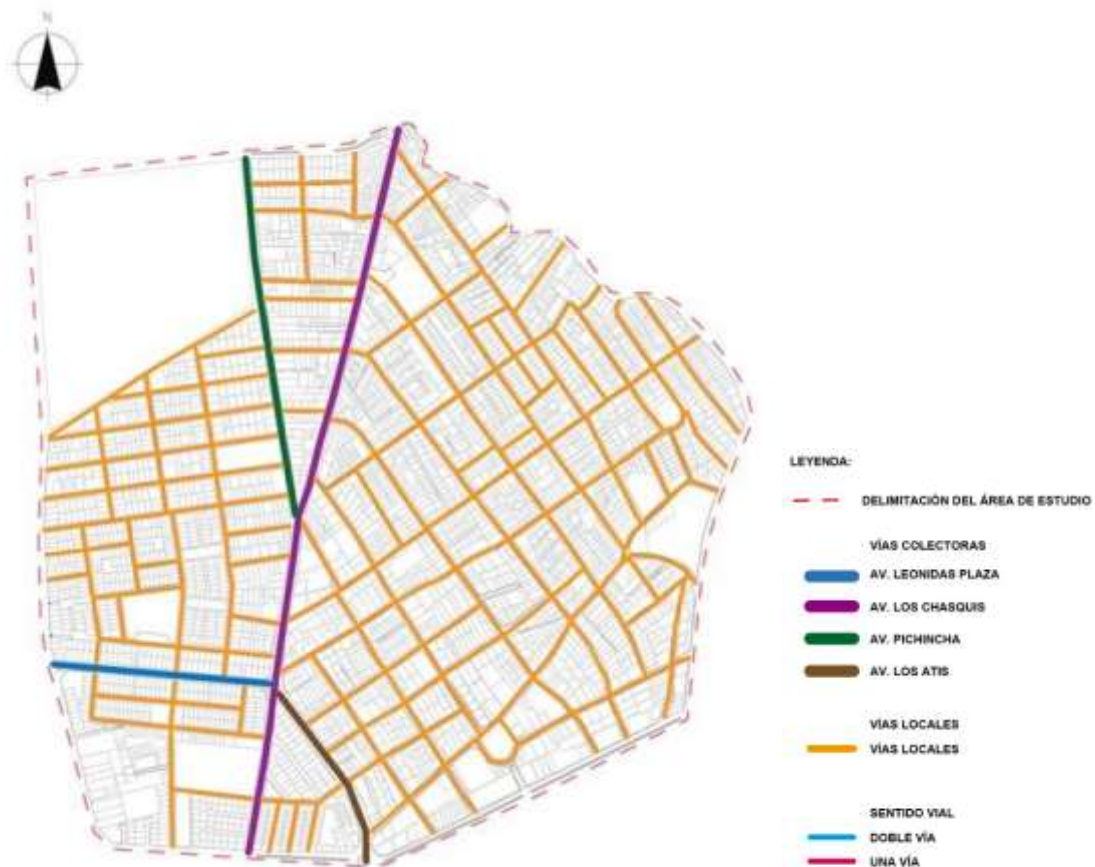 N
LEYENDA:
DELIMITACIÓN DEL ÁREA DE ESTUDIO
VÍAS COLECTORAS
AV. LEONIDAS PLAZA
AV. LOS CHASQUIS
AV. PICHINCHA
AV. LOS ATIS
VÍAS LOCALES
VÍAS LOCALES
SENTIDO VIAL
DOBLE VÍA
UNA VÍA